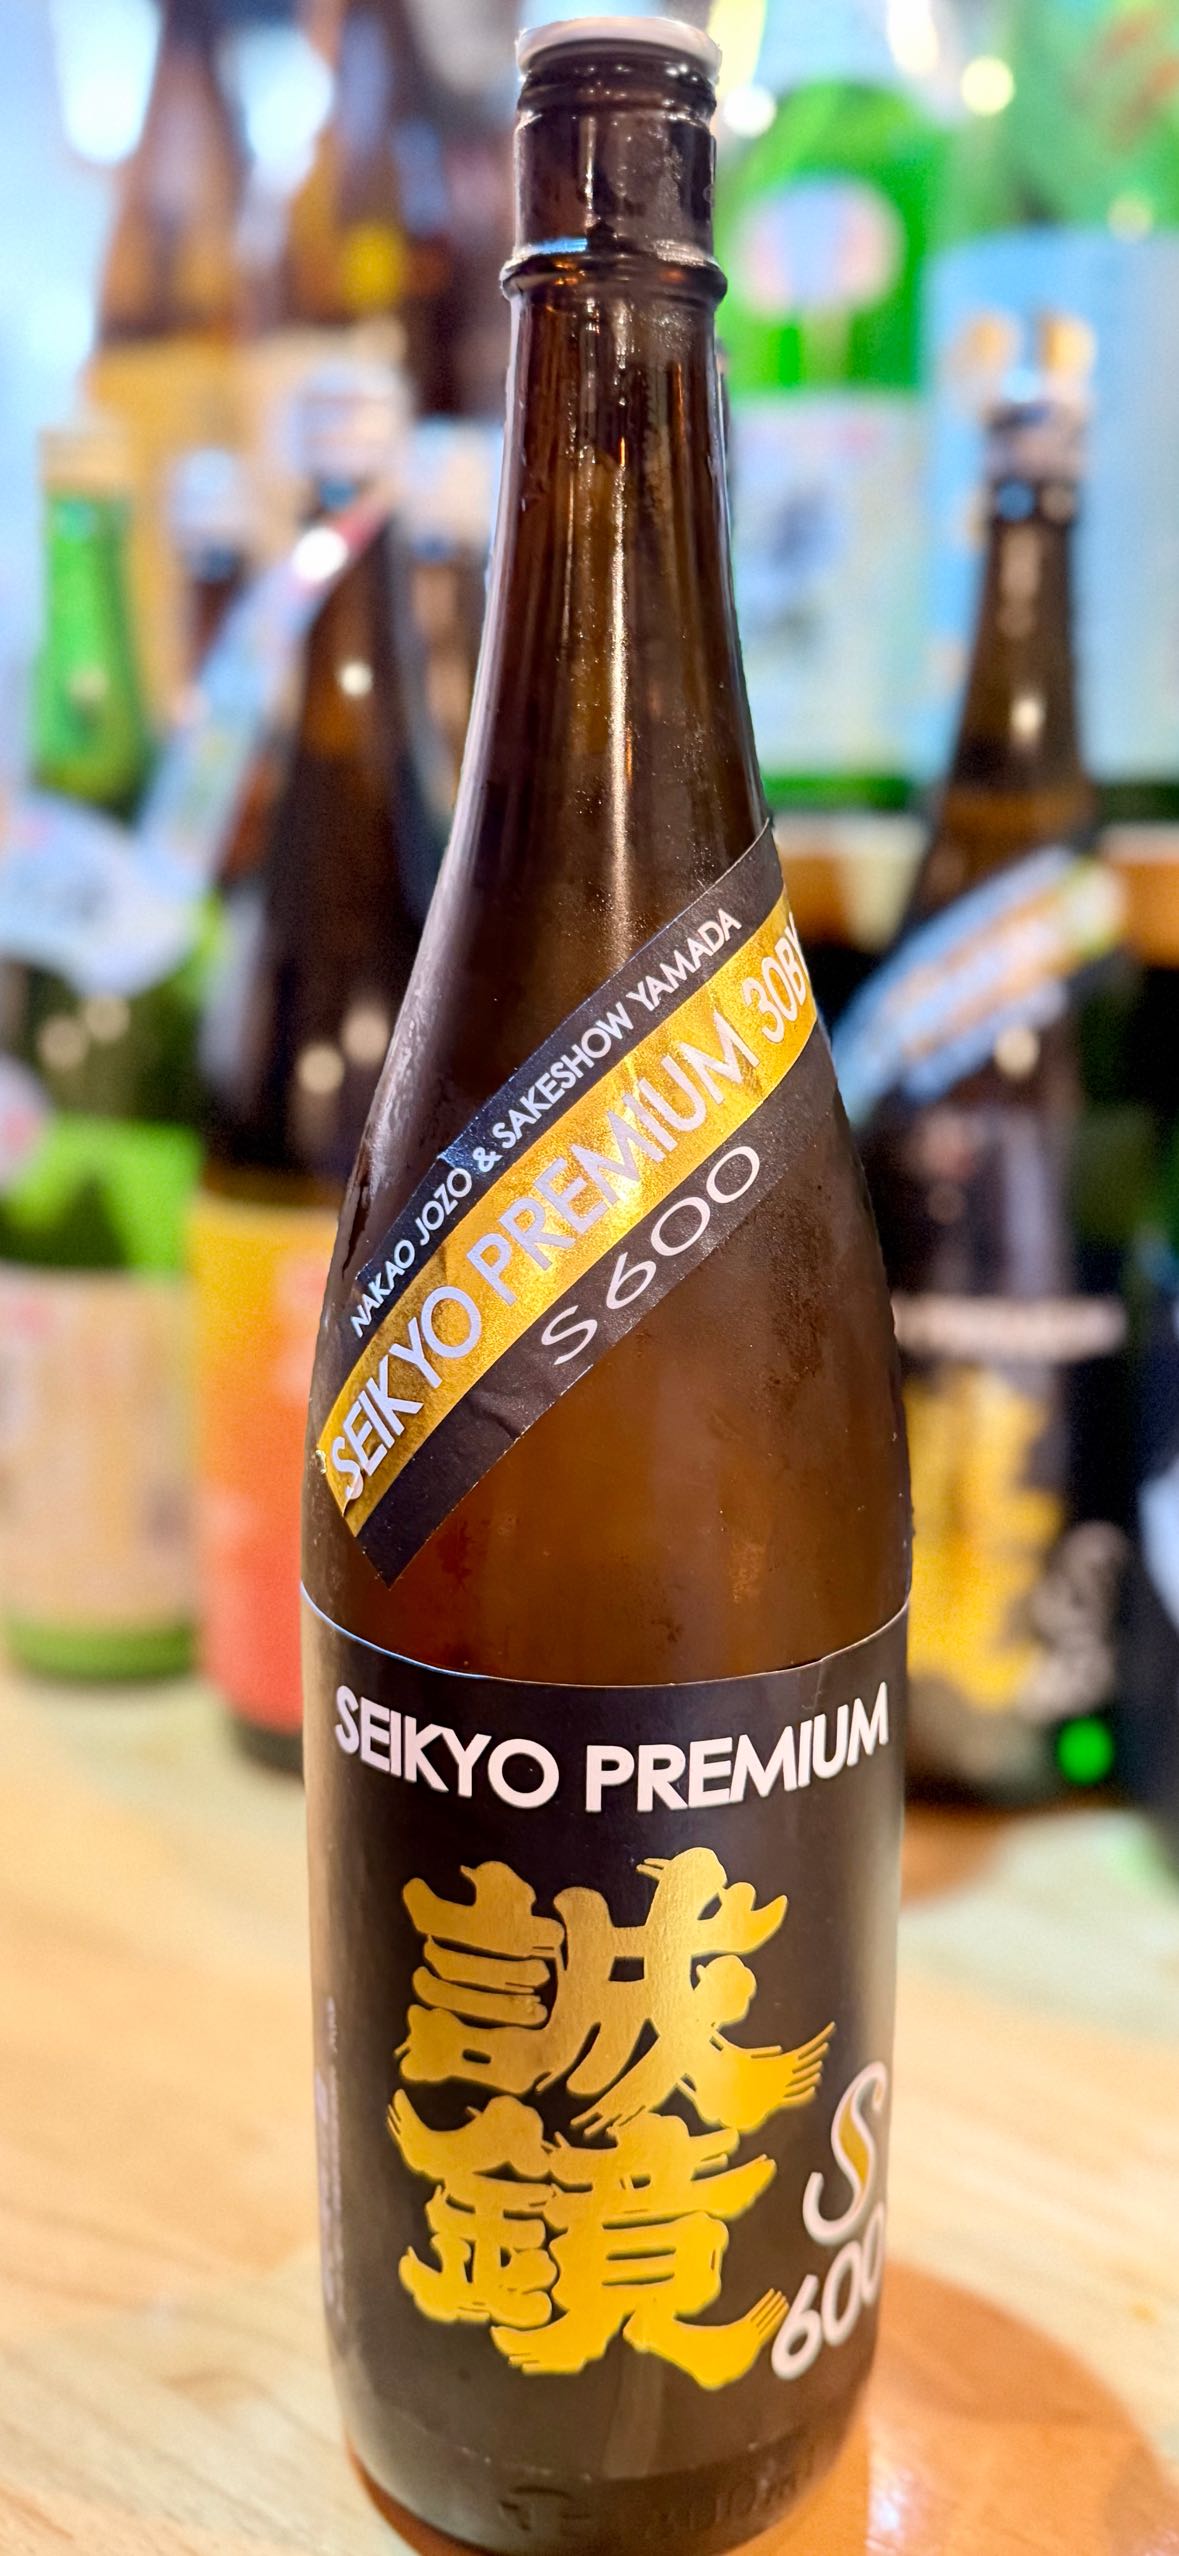 NAKAO JOZO & SAKESHOW YAMADA
SEIKYO PREMIUM 30BY
S600
SEIKYO PREMIUM
誠鏡
S
600